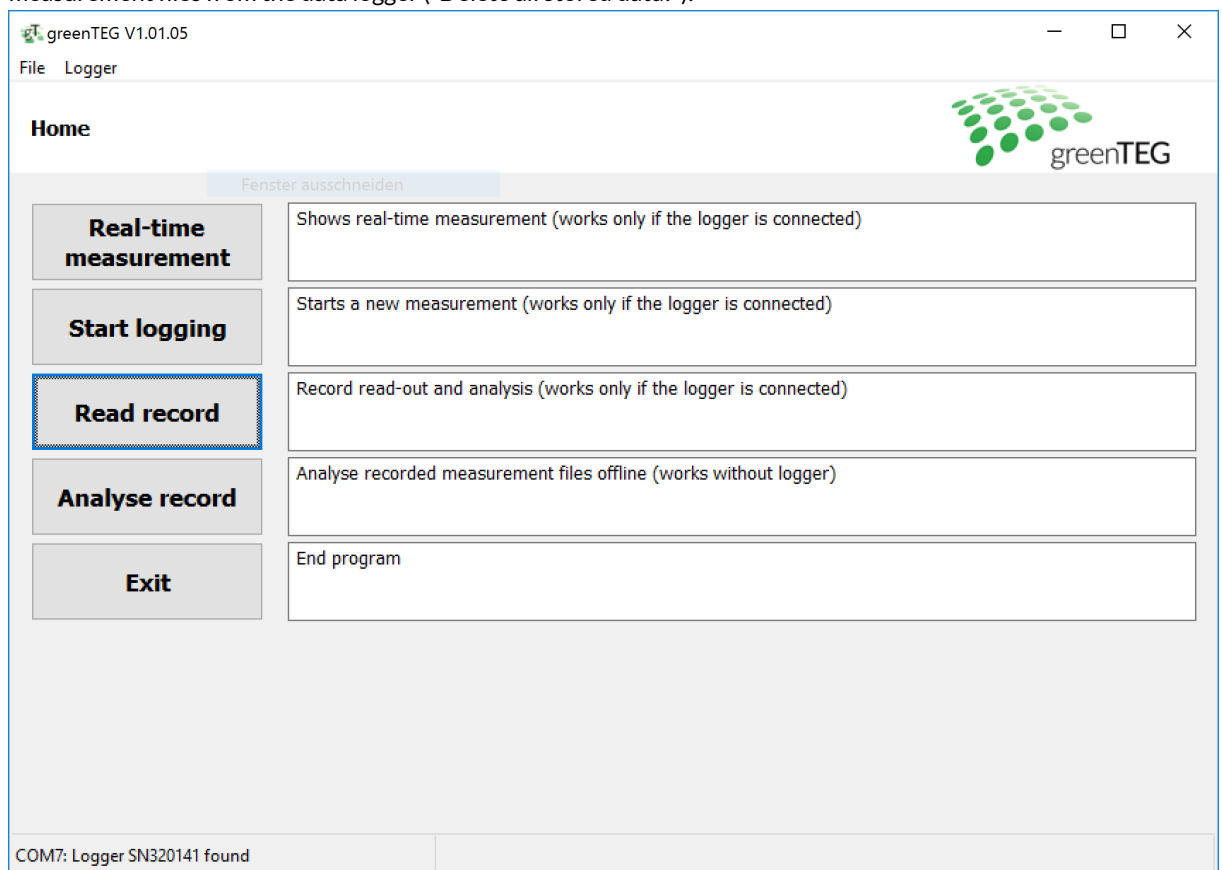 greenTEG V1.01.05
File Logger
Home
greenTEG
Fenster ausschneiden
Real-time
measurement
Shows real-time measurement (works only if the logger is connected)
Start logging
Starts a new measurement (works only if the logger is connected)
Read record
Record read-out and analysis (works only if the logger is connected)
Analyse record
Analyse recorded measurement files offline (works without logger)
Exit
End program
COM7: Logger SN320141 found